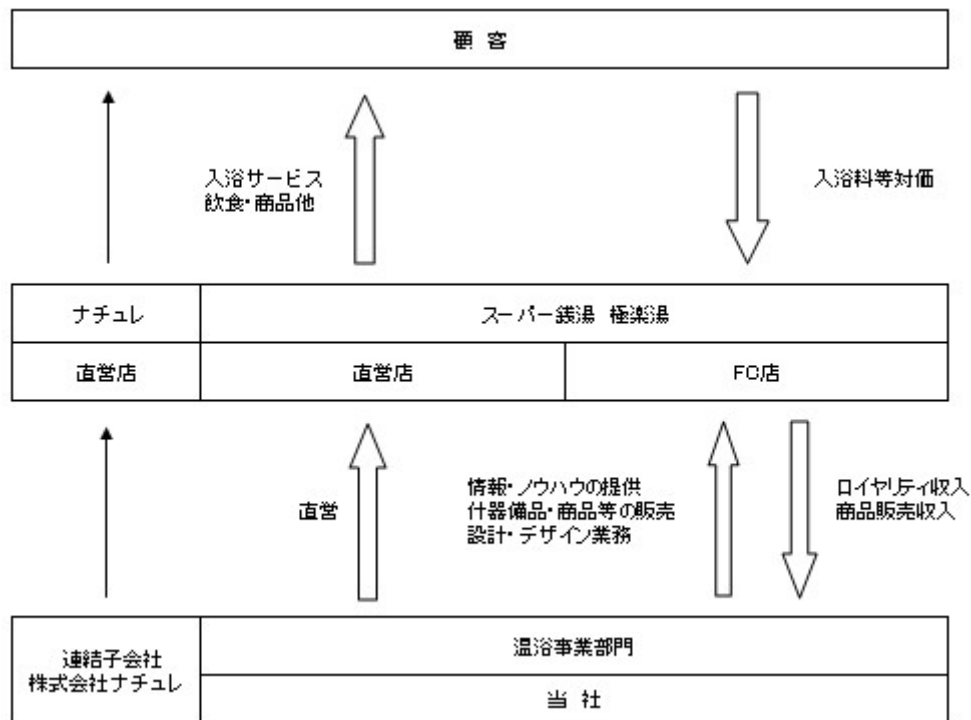 顧 客
入浴サービス
飲食・商品他
入浴料等対価
ナチュレ
スーパー銭湯 極楽湯
直営店
直営店
FC店
直営
情報・ノウハウの提供
什器備品・商品等の販売
設計・デザイン業務
ロイヤリティ収入
商品販売収入
連結子会社
株式会社ナチュレ
温浴事業部門
当 社